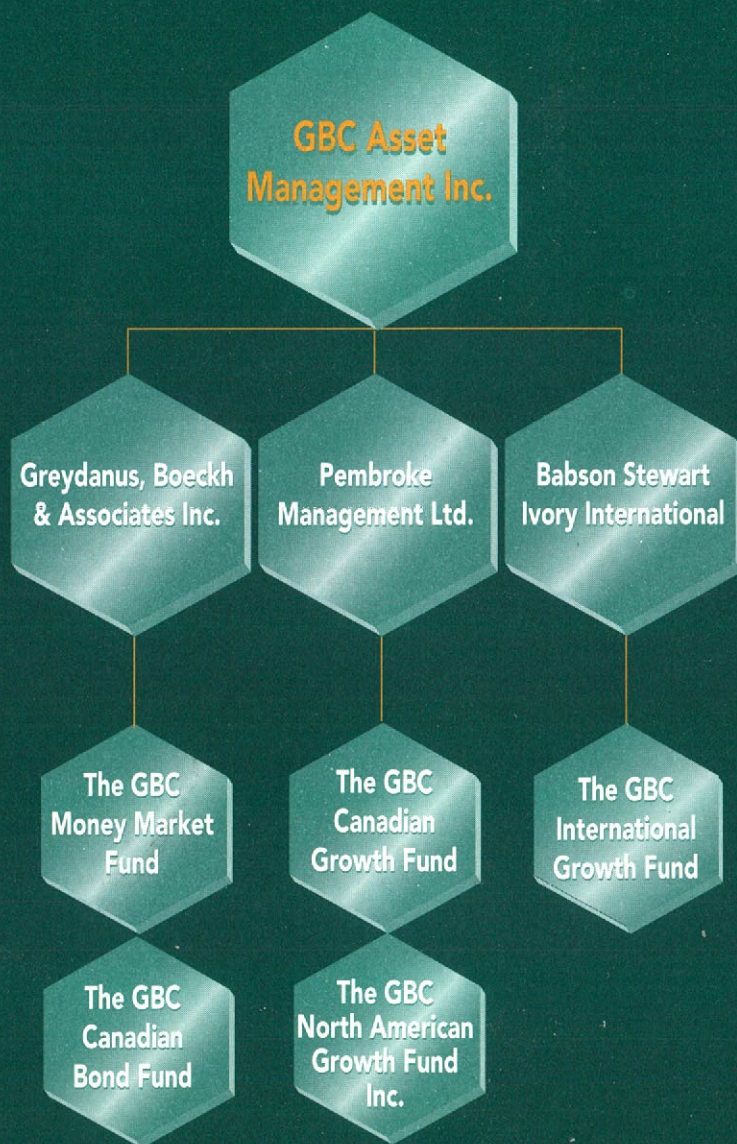 GBC Asset
Management Inc.
Greydanus, Boeckh
& Associates Inc.
Pembroke
Management Ltd.
Babson Stewart
Ivory International
The GBC
Money Market
Fund
The GBC
Canadian
Growth Fund
The GBC
International
Growth Fund
The GBC
Canadian
Bond Fund
The GBC
North American
Growth Fund
Inc.